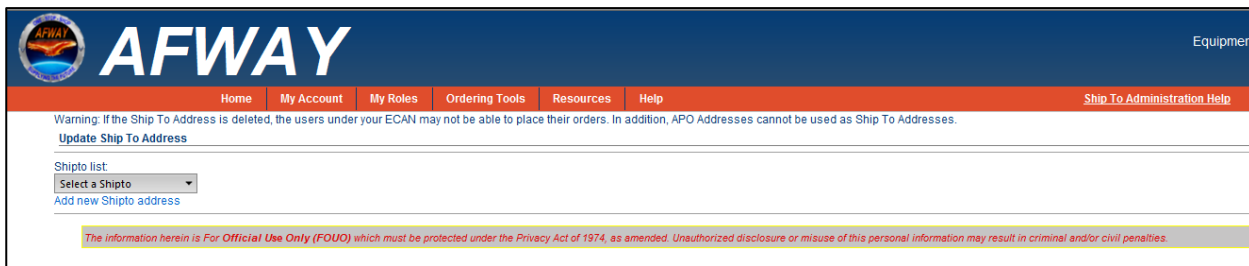 AFWAY
AFWAY
Home My Account My Roles Ordering Tools Resources Help Ship To Administration Help
Warning: If the Ship To Address is deleted, the users under your ECAN may not be able to place their orders. In addition, APO Addresses cannot be used as Ship To Addresses.
Update Ship To Address
Shipto list:
Select a Shipto
Add new Shipto address
The information herein is For Official Use Only (FOUO) which must be protected under the Privacy Act of 1974, as amended. Unauthorized disclosure or misuse of this personal information may result in criminal and/or civil penalties.